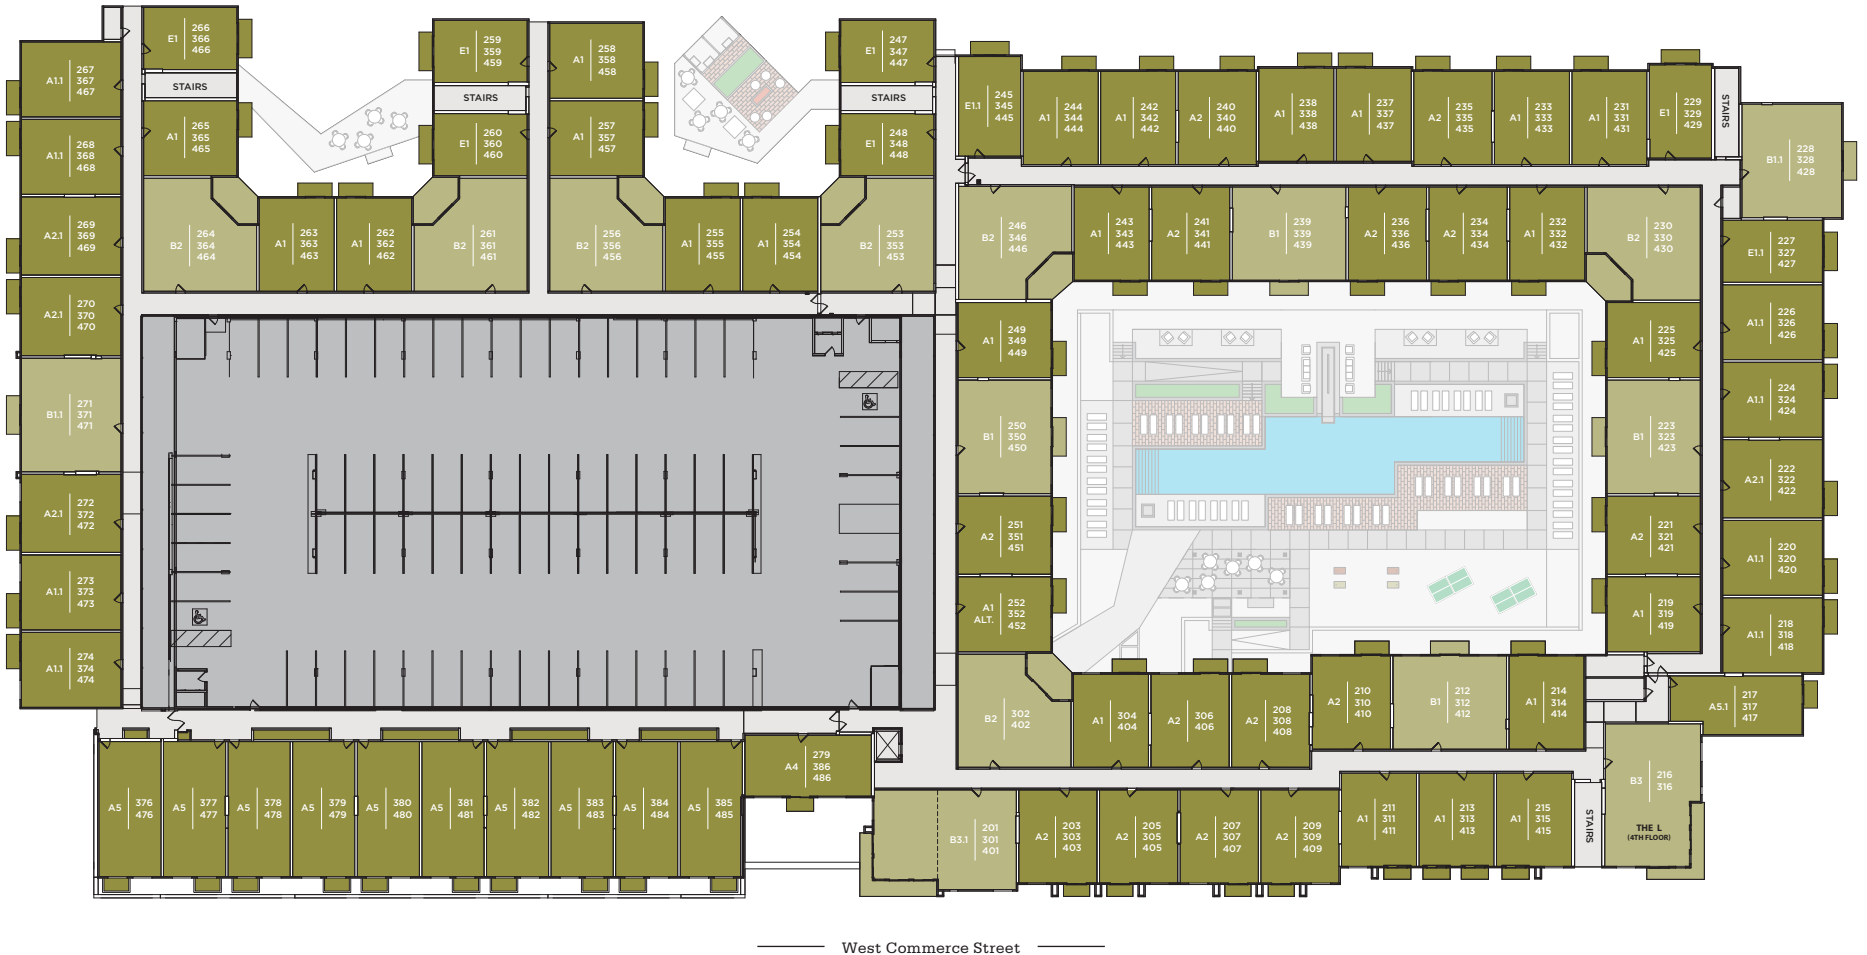 E1 266
366
466
STAIRS
A1 265
365
465
A1.1 267
367
467
A1.1 268
368
468
A2.1 269
369
469
A2.1 270
370
470
B1.1 271
371
471
A2.1 272
372
472
A1.1 273
373
473
A1.1 274
374
474
B2 264
364
464
A1 263
363
463
A1 262
362
462
B2 261
361
461
E1 259
359
459
STAIRS
E1 260
360
460
A1 258
358
458
A1 257
357
457
B2 256
356
456
A1 255
355
455
A1 254
354
454
B2 253
353
453
E1 247
347
447
STAIRS
E1 248
348
448
E1.1 245
345
445
A1 244
344
444
A1 242
342
442
A2 240
340
440
A1 238
338
438
A1 237
337
437
A2 235
335
435
A1 233
333
433
A1 231
331
431
E1 229
329
429
STAIRS
B1.1 228
328
428
B2 246
346
446
A1 243
343
443
A2 241
341
441
B1 239
339
439
A2 236
336
436
A2 234
334
434
A1 232
332
432
B2 230
330
430
E1.1 227
327
427
A1.1 226
326
426
A1.1 224
324
424
A2.1 222
322
422
A1.1 220
320
420
A1.1 218
318
418
A5.1 217
317
417
A1 249
349
449
B1 250
350
450
A2 251
351
451
A1
ALT. 252
352
452
A1 225
325
425
B1 223
323
423
A2 221
321
421
A1 219
319
419
B2 302
402
A1 304
404
A2 306
406
A2 208
308
408
A2 210
310
410
B1 212
312
412
A1 214
314
414
B3 216
316
THE L
(4TH FLOOR)
A5 376
476
A5 377
477
A5 378
478
A5 379
479
A5 380
480
A5 381
481
A5 382
482
A5 383
483
A5 384
484
A5 385
485
A4 279
386
486
B3.1 201
301
401
A2 203
303
403
A2 205
305
405
A2 207
307
407
A2 209
309
409
A1 211
311
411
A1 213
313
413
A1 215
315
415
STAIRS
West Commerce Street